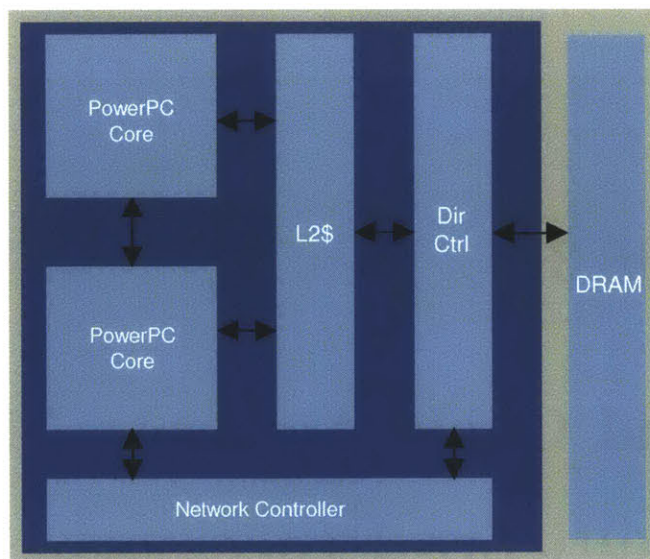 PowerPC
Core
L2$
Dir
Ctrl
DRAM
PowerPC
Core
Network Controller